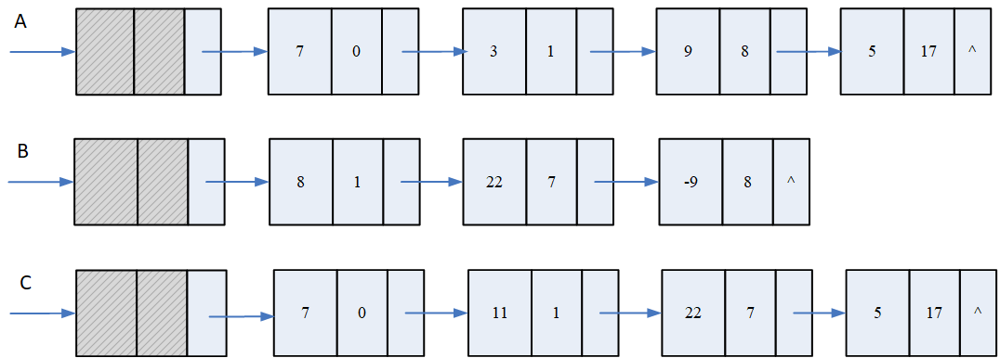 A
7 0 3 1 9 8 5 17 ^
B
8 1 22 7 -9 8 ^
C
7 0 11 1 22 7 5 17 ^